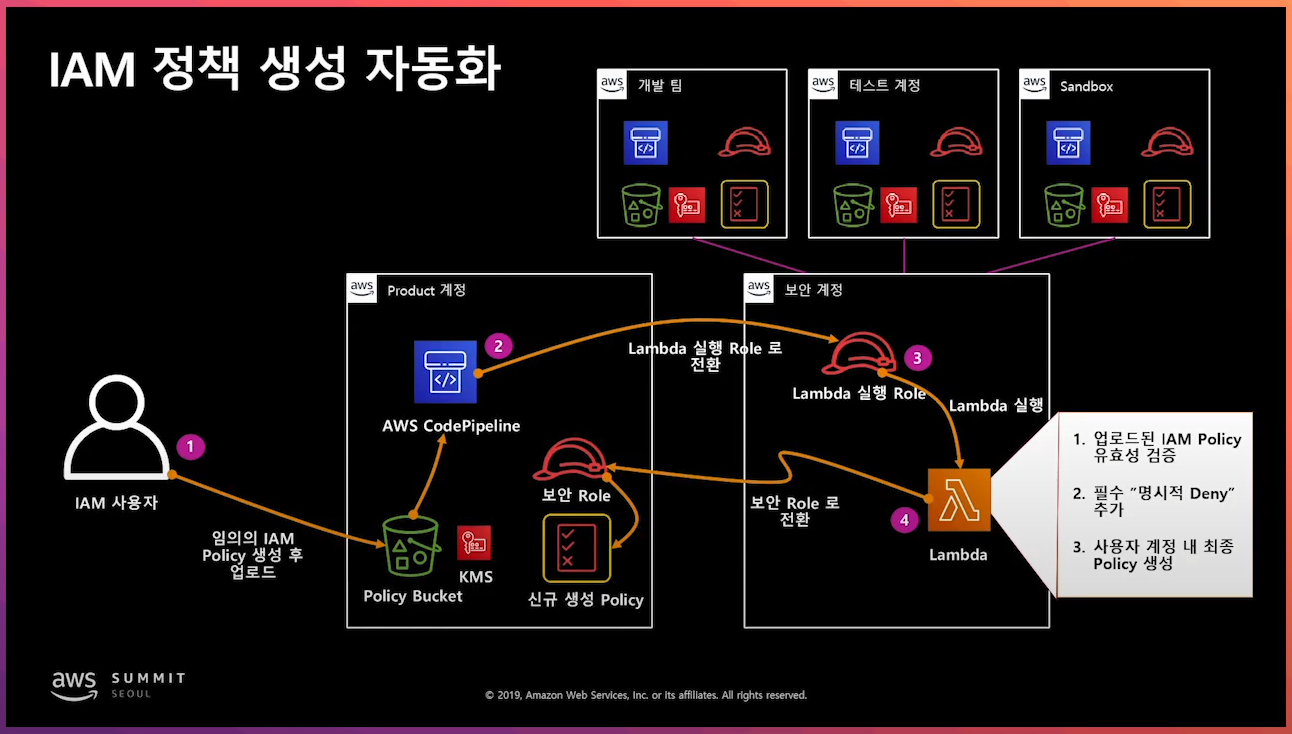 IAM 정책 생성 자동화
aws
개발 팀
aws
테스트 계정
aws
Sandbox
aws
Product 계정
aws
보안 계정
2
Lambda 실행 Role 로
전환
3
Lambda 실행 Role
Lambda 실행
AWS CodePipeline
1
IAM 사용자
임의의 IAM
Policy 생성 후
업로드
보안 Role
보안 Role 로
전환
4
Lambda
KMS
Policy Bucket
신규 생성 Policy
1. 업로드된 IAM Policy
유효성 검증
2. 필수 "명시적 Deny"
추가
3. 사용자 계정 내 최종
Policy 생성
aws SUMMIT
SEOUL
© 2019, Amazon Web Services, Inc. or its affiliates. All rights reserved.